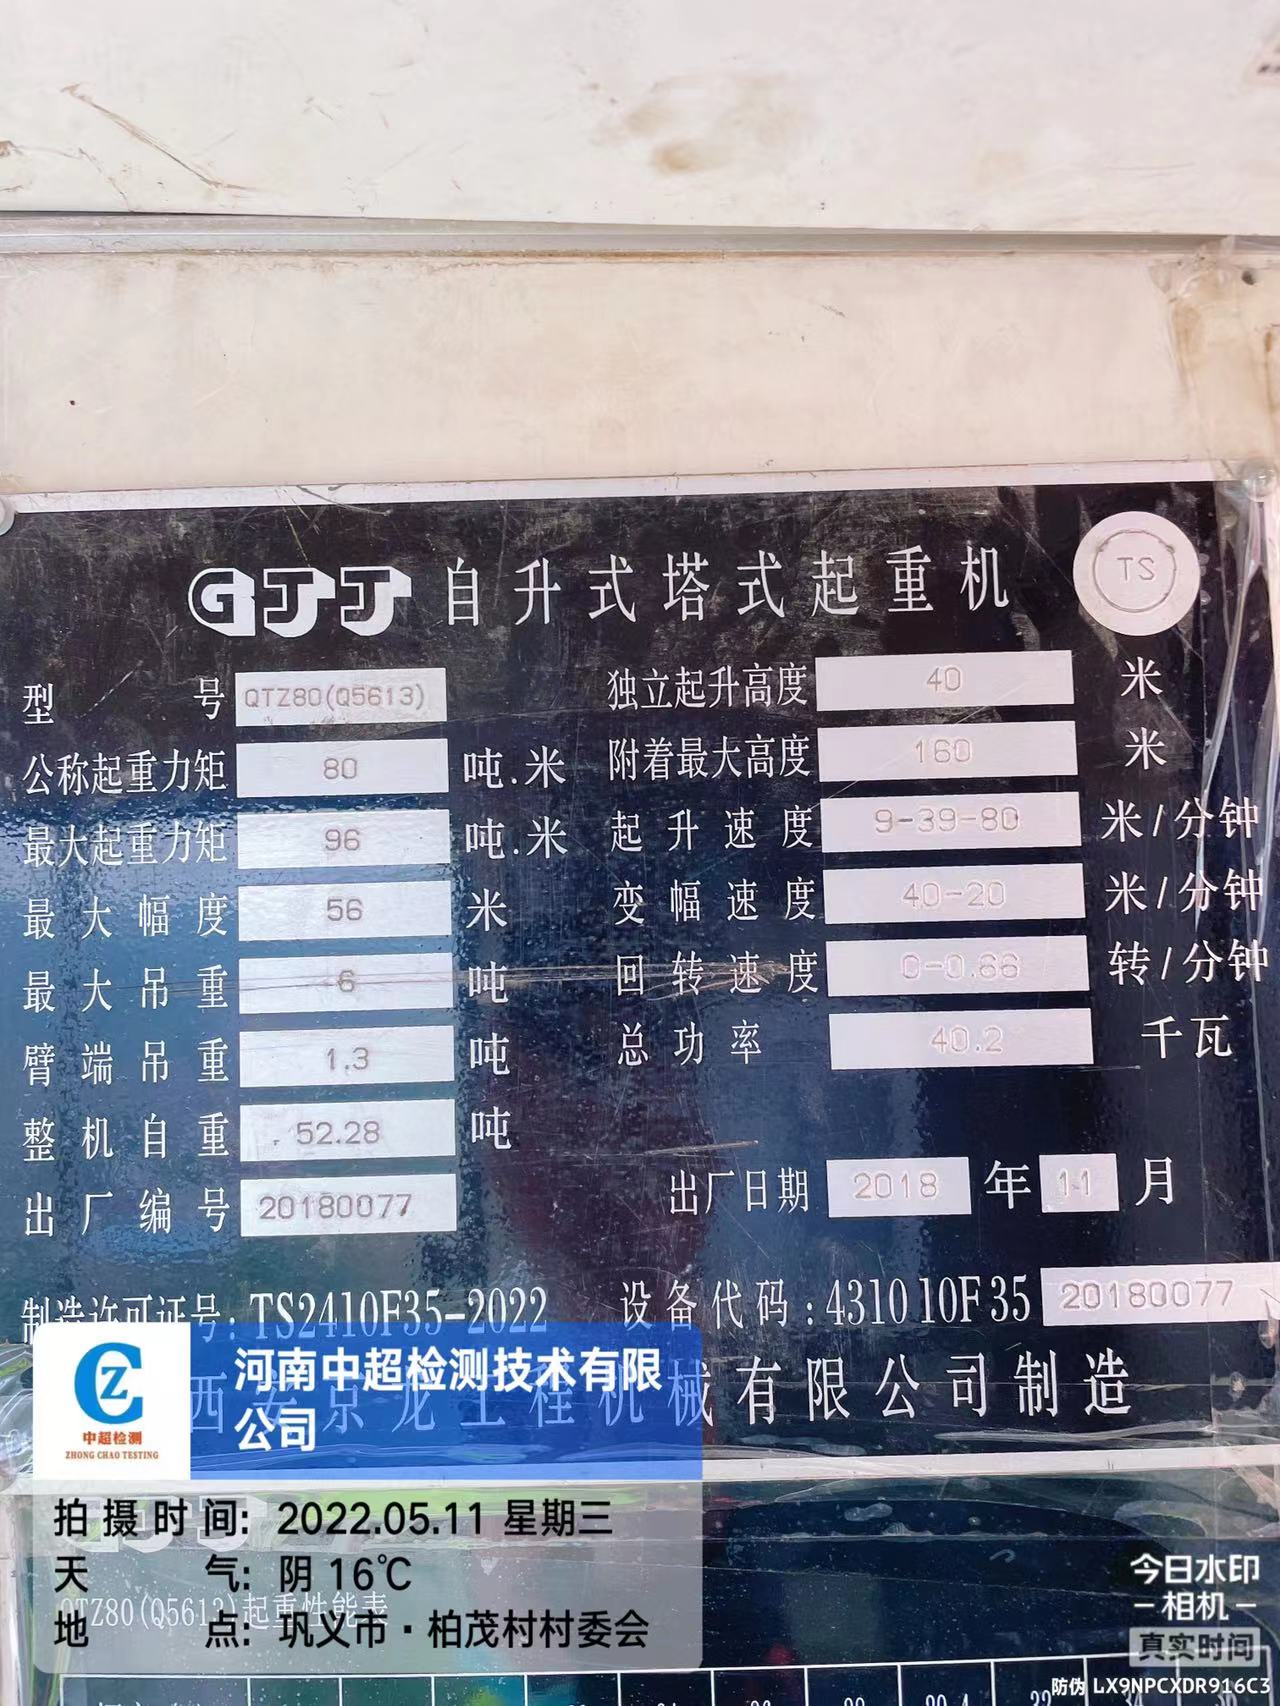 GJJ 自升式塔式起重机 TS
型号 QTZ80(Q5613) 独立起升高度 40 米
公称起重力矩 80 吨.米 附着最大高度 160 米
最大起重力矩 96 吨.米 起升速度 9-39-80 米/分钟
最大幅度 56 米 变幅速度 40-20 米/分钟
最大吊重 6 吨 回转速度 0-0.66 转/分钟
臂端吊重 1.3 吨 总功率 40.2 千瓦
整机自重 52.28 吨
出厂编号 20180077 出厂日期 2018 年 11 月
制造许可证号:TS2410F35-2022 设备代码:431010F35 20180077
西安京龙工程机械有限公司制造
CZ
中超检测
ZHONG CHAO TESTING
河南中超检测技术有限
公司
拍摄时间: 2022.05.11 星期三
天气: 阴 16℃
QTZ80(Q5613)起重性能表
地点: 巩义市·柏茂村村委会
今日水印
相机
真实时间
防伪 LX9NPCXDR916C3